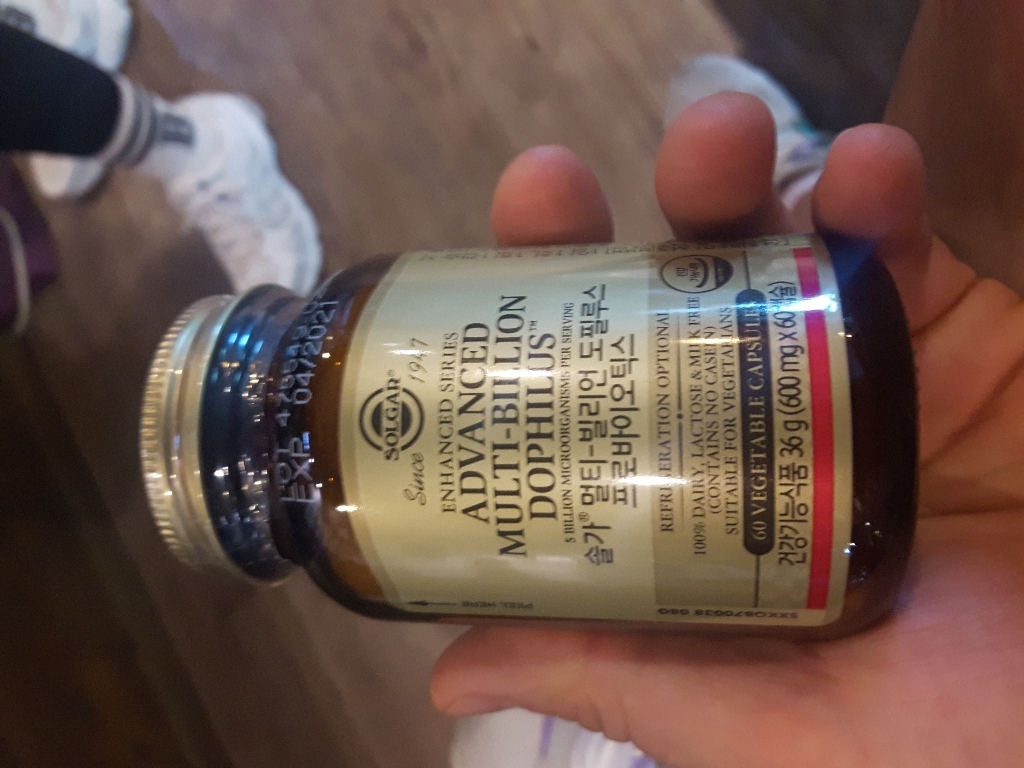 EXP 04/2021
SOLGAR®
Since 1947
ENHANCED SERIES
ADVANCED
MULTI-BILLION
DOPHILUS™
5 BILLION MICROORGANISMS PER SERVING
솔가® 멀티-빌리언 도피루스
프로바이오틱스
REFRIGERATION OPTIONAL
100% DAIRY, LACTOSE & MILK FREE
(CONTAINS NO CASEIN)
SUITABLE FOR VEGETARIANS
60 VEGETABLE CAPSULES
건강기능식품 36 g (600 mg X 60캡슐)
PEEL HERE